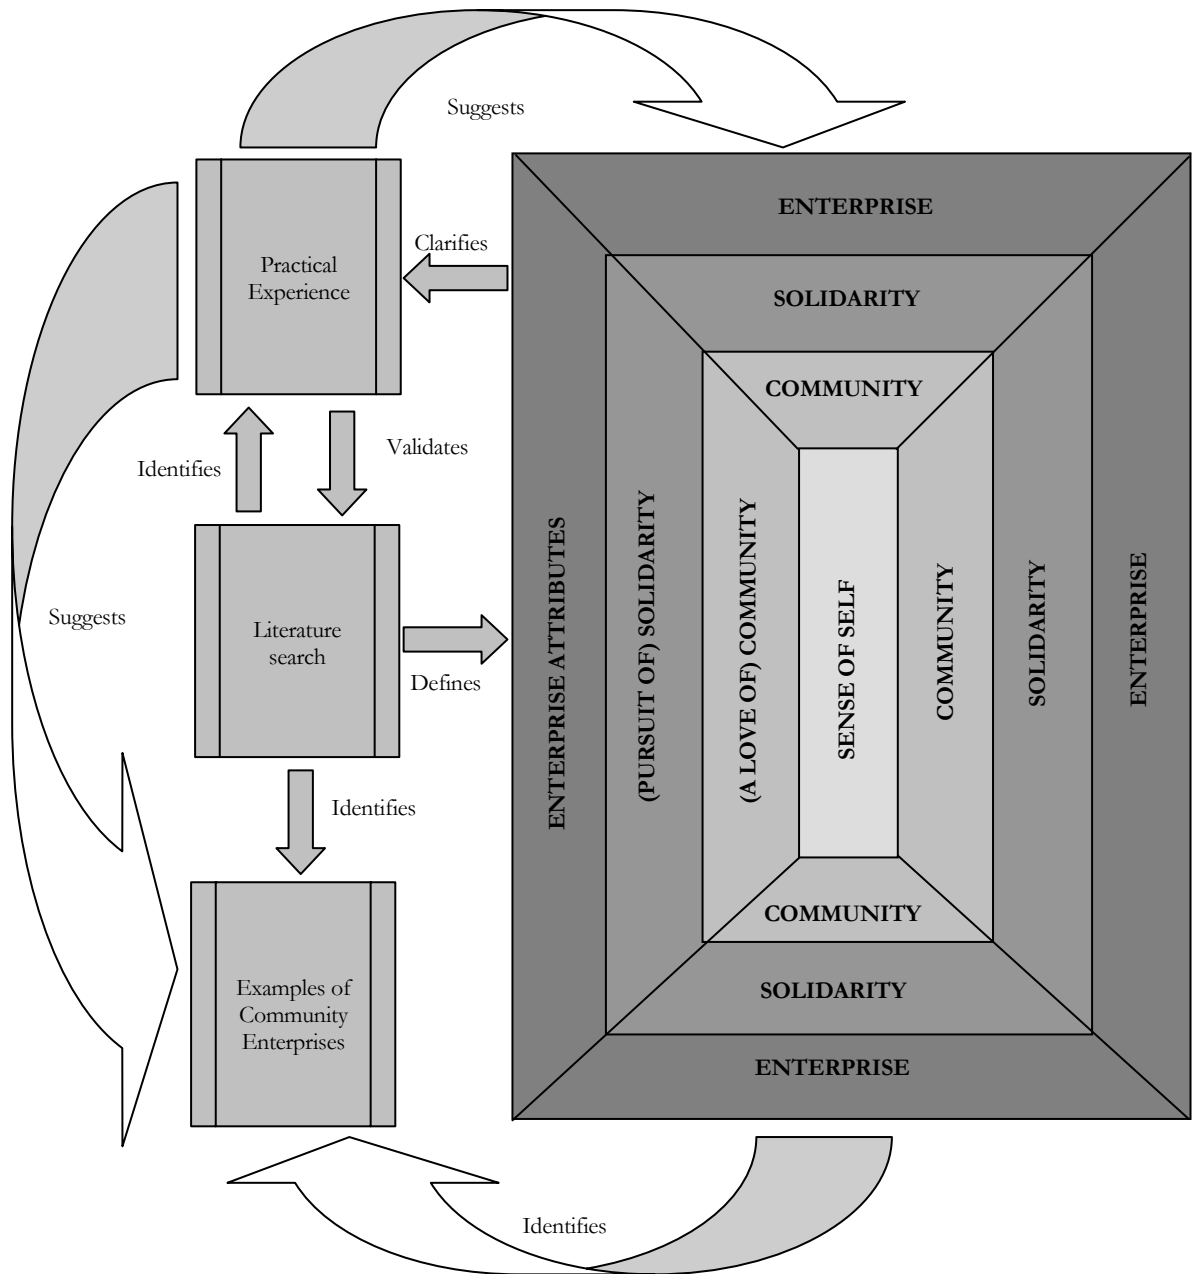 Suggests
ENTERPRISE
Clarifies
Practical
Experience
SOLIDARITY
COMMUNITY
Identifies
Validates
Suggests
Literature
search
Defines
ENTERPRISE ATTRIBUTES
(PURSUIT OF) SOLIDARITY
(A LOVE OF) COMMUNITY
SENSE OF SELF
COMMUNITY
SOLIDARITY
ENTERPRISE
Identifies
Examples of
Community
Enterprises
COMMUNITY
SOLIDARITY
ENTERPRISE
Identifies